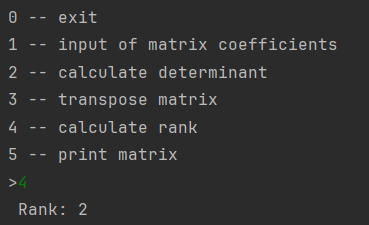 0 -- exit
1 -- input of matrix coefficients
2 -- calculate determinant
3 -- transpose matrix
4 -- calculate rank
5 -- print matrix
>4
Rank: 2